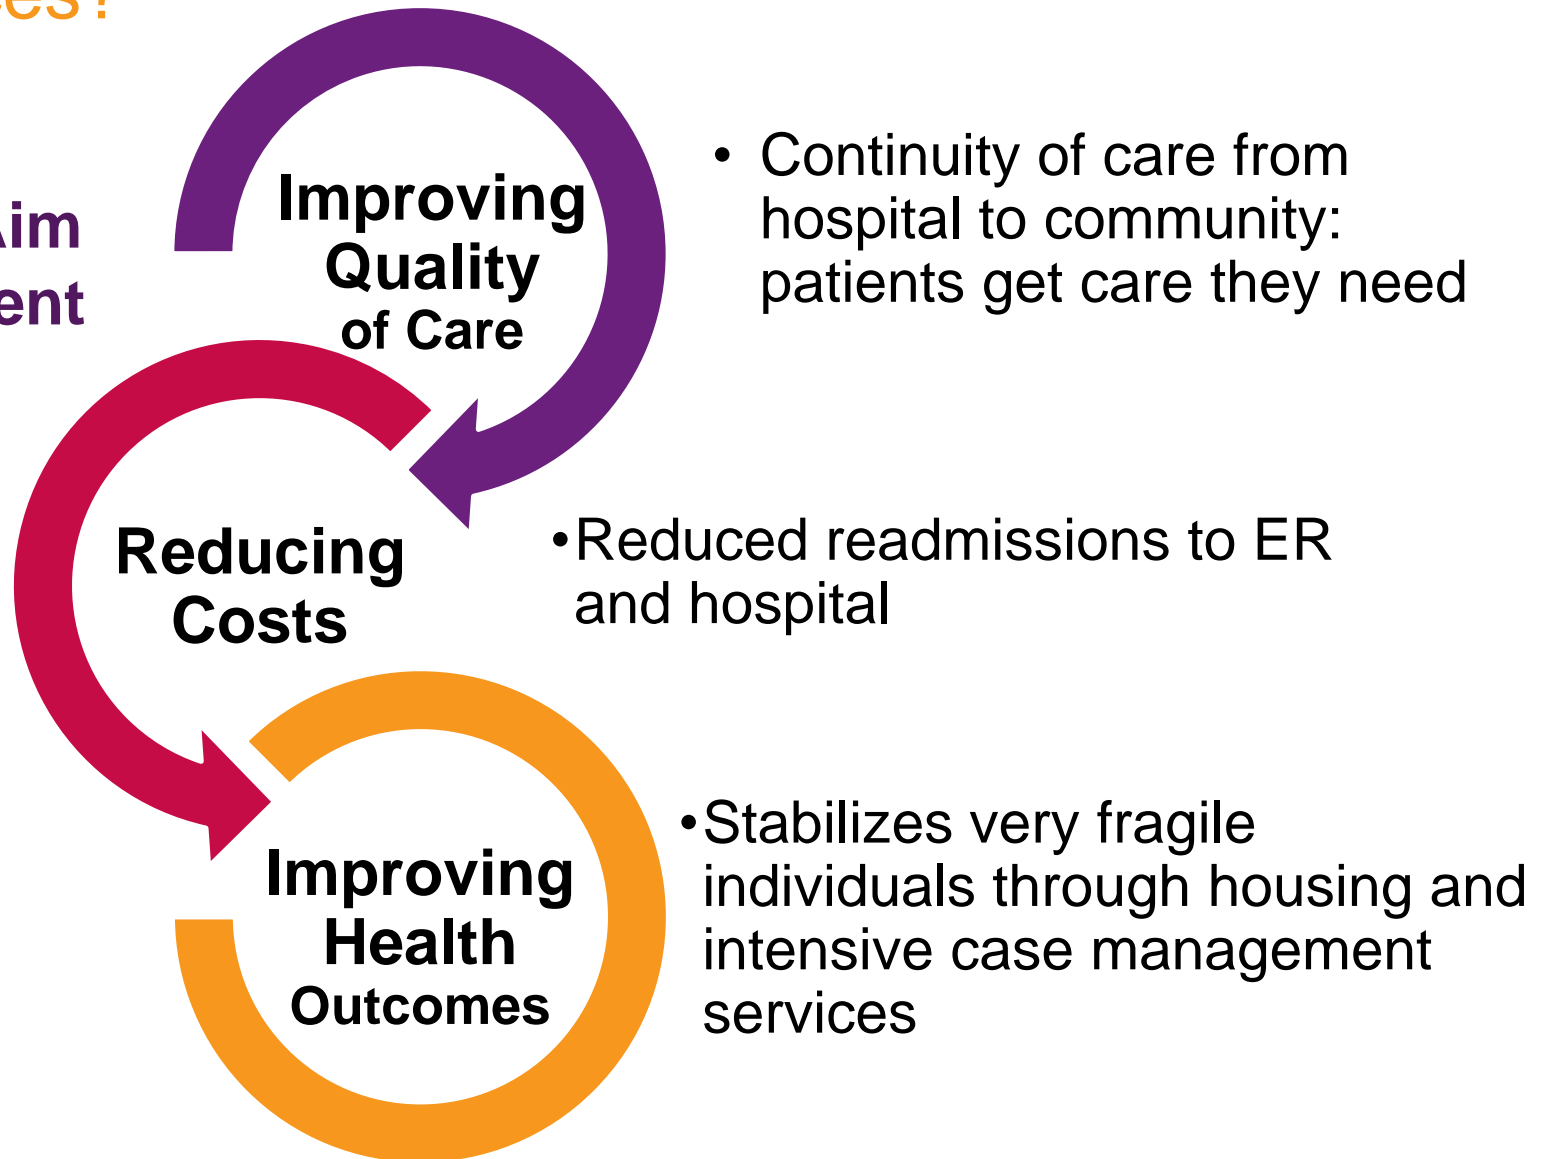 Improving
Quality
of Care
• Continuity of care from
hospital to community:
patients get care they need
Reducing
Costs
•Reduced readmissions to ER
and hospital
Improving
Health
Outcomes
•Stabilizes very fragile
individuals through housing and
intensive case management
services